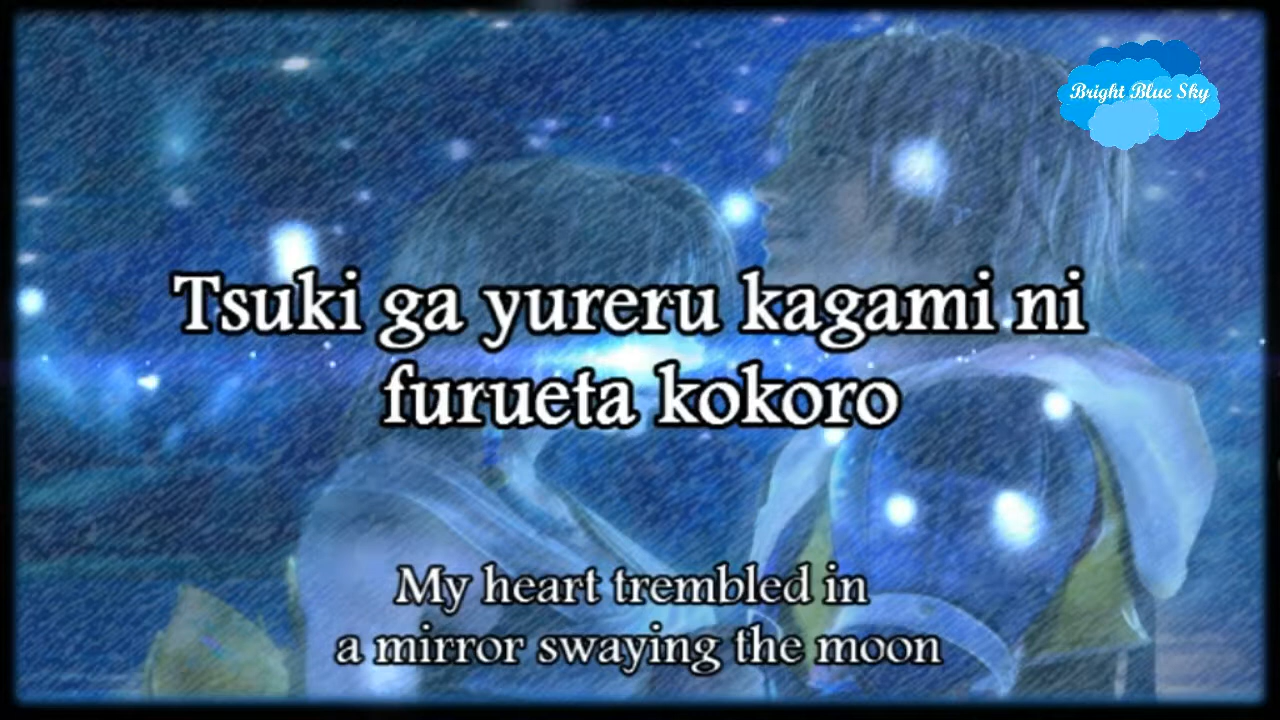 Bright Blue Sky
Tsuki ga yureru kagami ni
furueta kokoro
My heart trembled in
a mirror swaying the moon